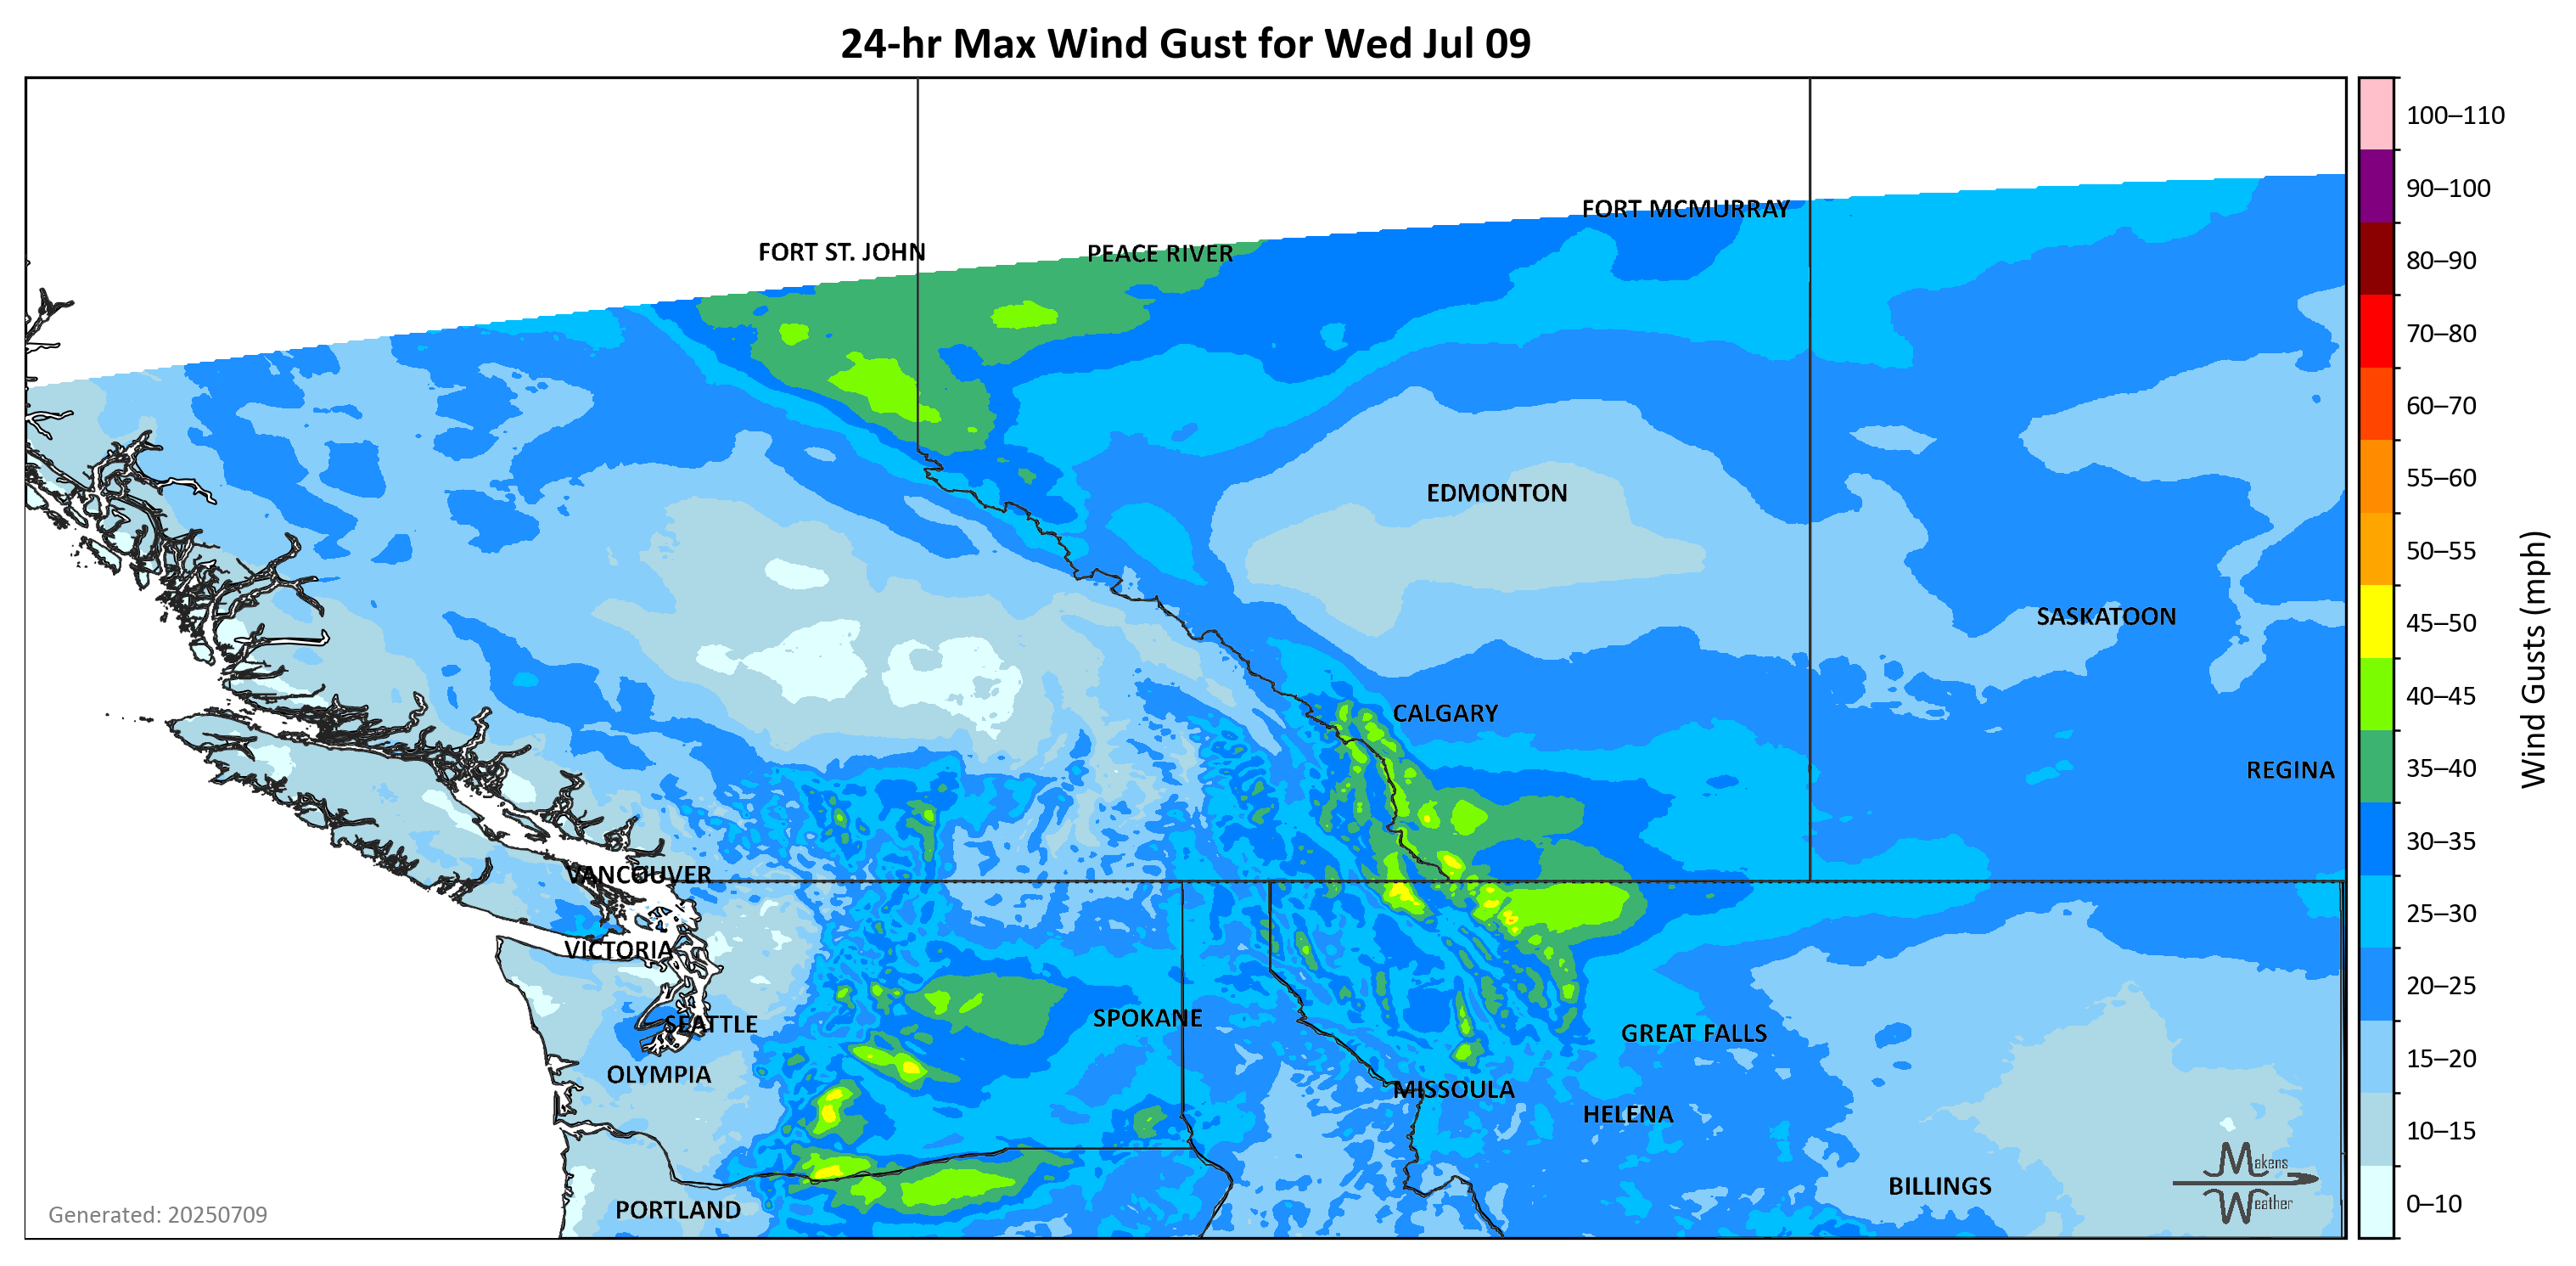 24-hr Max Wind Gust for Wed Jul 09
FORT MCMURRAY
FORT ST. JOHN
PEACE RIVER
EDMONTON
SASKATOON
CALGARY
REGINA
VANCOUVER
VICTORIA
SEATTLE
SPOKANE
GREAT FALLS
OLYMPIA
MISSOULA
HELENA
BILLINGS
PORTLAND
Makens
Weather
Generated: 20250709
100–110
90–100
80–90
70–80
60–70
55–60
50–55
45–50
40–45
35–40
30–35
25–30
20–25
15–20
10–15
0–10
Wind Gusts (mph)